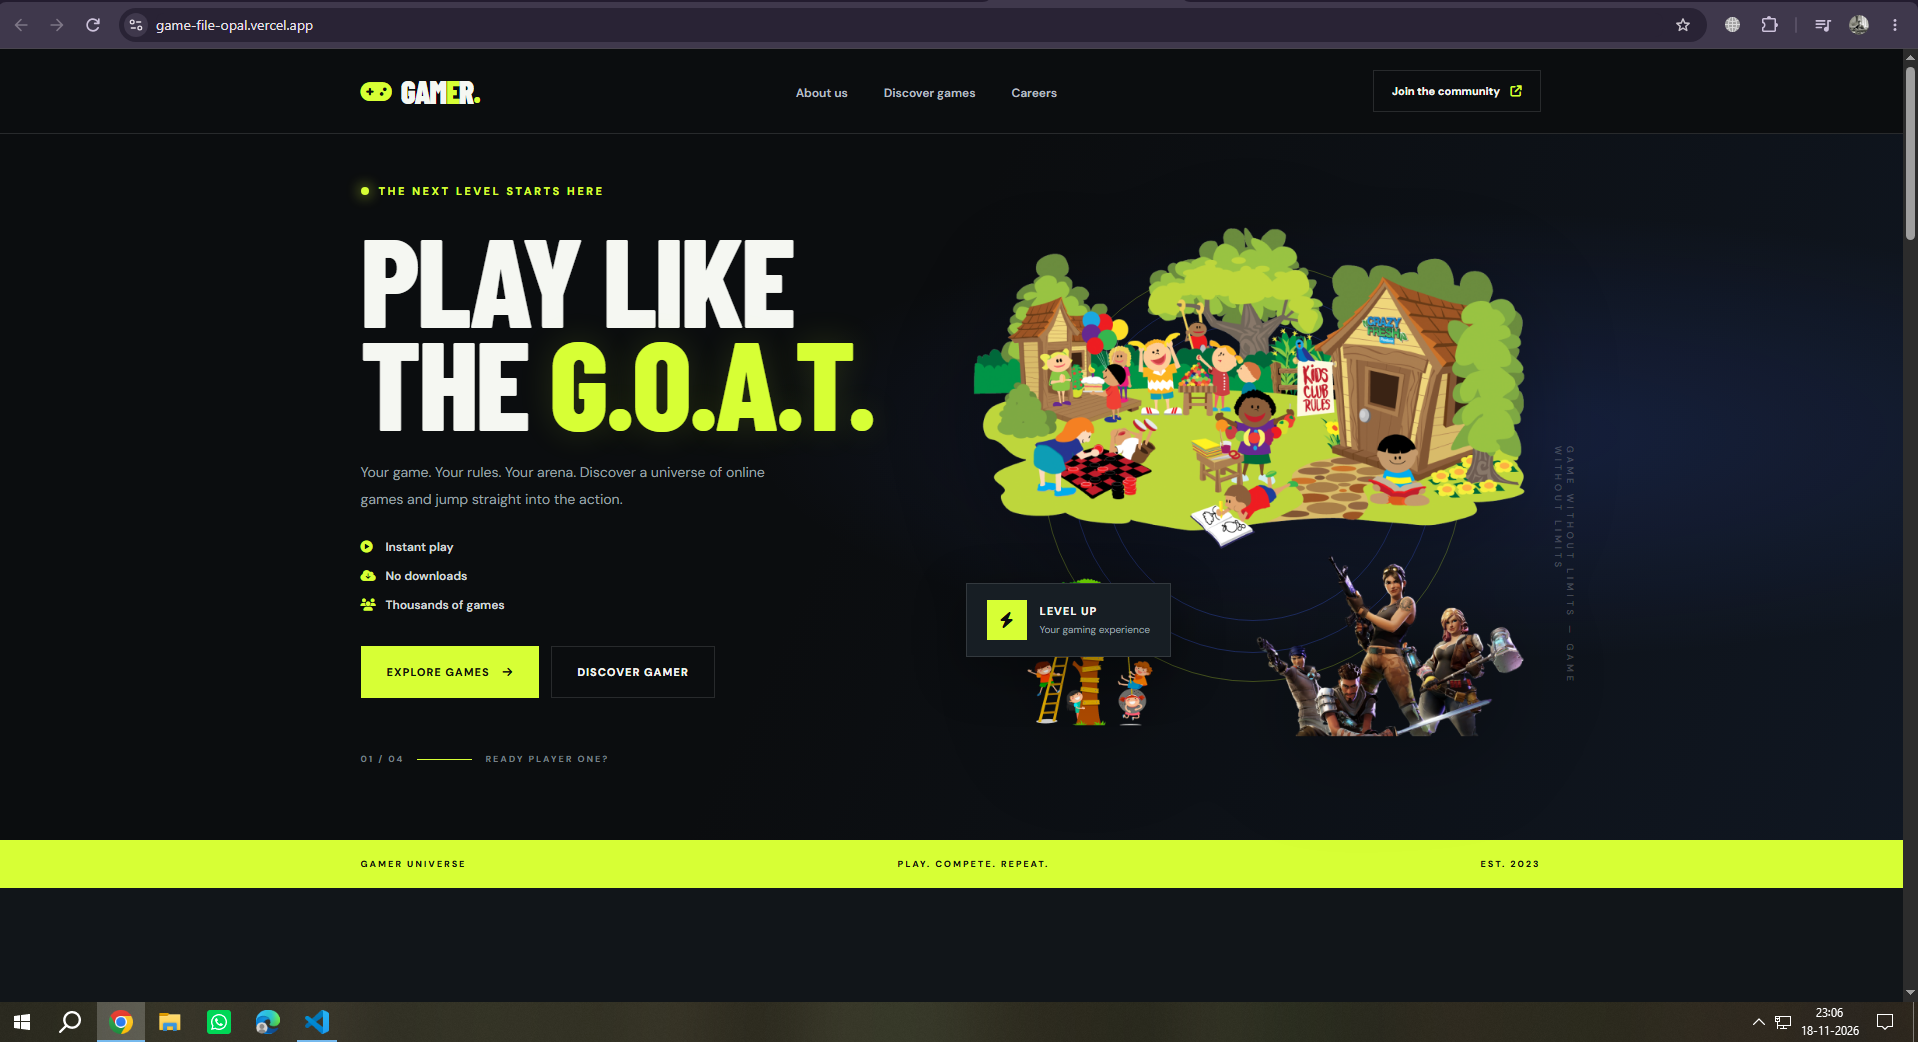 game-file-opal.vercel.app
GAMER.
About us
Discover games
Careers
Join the community
THE NEXT LEVEL STARTS HERE
PLAY LIKE
THE G.O.A.T.
Your game. Your rules. Your arena. Discover a universe of online
games and jump straight into the action.
Instant play
No downloads
Thousands of games
EXPLORE GAMES
DISCOVER GAMER
01 / 04
READY PLAYER ONE?
CRAZY
FRESH
KIDS
CLUB
RULES
LEVEL UP
Your gaming experience
GAME WITHOUT LIMITS — GAME
WITHOUT LIMITS
GAMER UNIVERSE
PLAY. COMPETE. REPEAT.
EST. 2023
23:06
18-11-2026